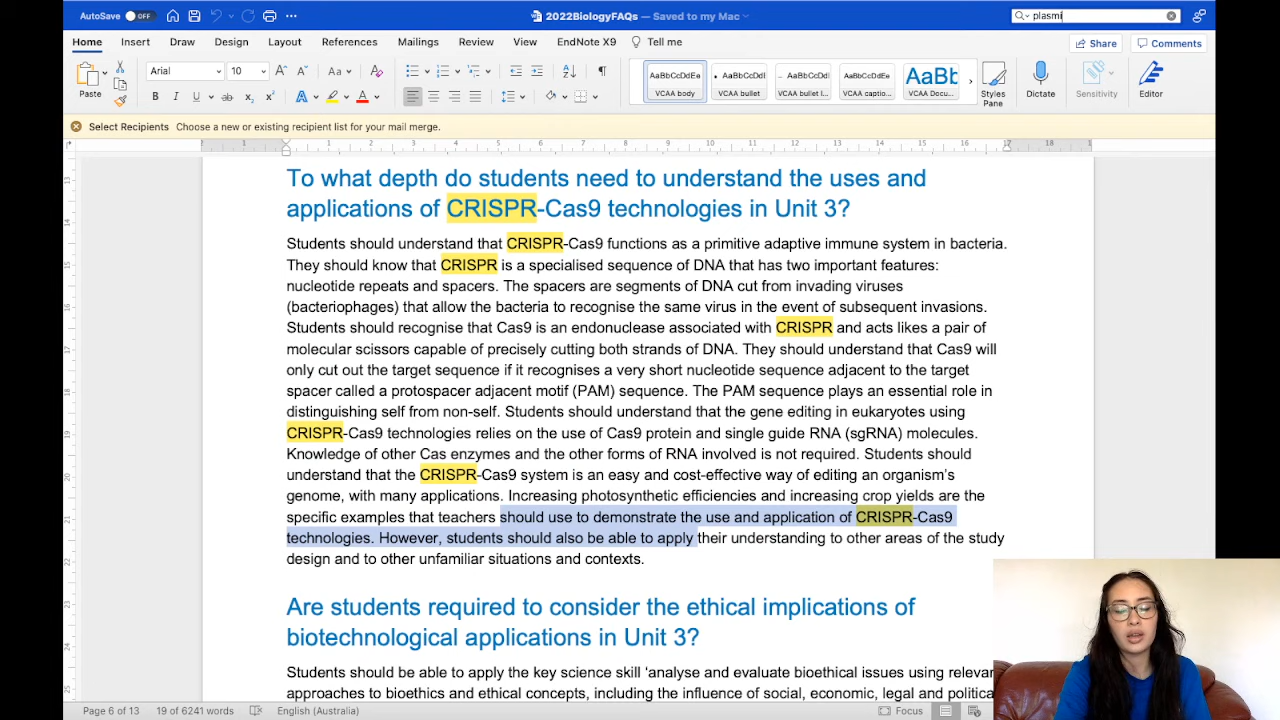 AutoSave OFF 2022BiologyFAQs — Saved to my Mac plasmi
Home Insert Draw Design Layout References Mailings Review View EndNote X9 Tell me Share Comments
Paste Arial 10 Aa AaBbCcDdEe AaBbCcDdE AaBbCcDdE AaBbCcDdEe AaBb Styles Pane Dictate Sensitivity Editor
VCAA body VCAA bullet VCAA bullet l... VCAA captio... VCAA Docu...
Select Recipients Choose a new or existing recipient list for your mail merge.
To what depth do students need to understand the uses and
applications of CRISPR-Cas9 technologies in Unit 3?
Students should understand that CRISPR-Cas9 functions as a primitive adaptive immune system in bacteria.
They should know that CRISPR is a specialised sequence of DNA that has two important features:
nucleotide repeats and spacers. The spacers are segments of DNA cut from invading viruses
(bacteriophages) that allow the bacteria to recognise the same virus in the event of subsequent invasions.
Students should recognise that Cas9 is an endonuclease associated with CRISPR and acts likes a pair of
molecular scissors capable of precisely cutting both strands of DNA. They should understand that Cas9 will
only cut out the target sequence if it recognises a very short nucleotide sequence adjacent to the target
spacer called a protospacer adjacent motif (PAM) sequence. The PAM sequence plays an essential role in
distinguishing self from non-self. Students should understand that the gene editing in eukaryotes using
CRISPR-Cas9 technologies relies on the use of Cas9 protein and single guide RNA (sgRNA) molecules.
Knowledge of other Cas enzymes and the other forms of RNA involved is not required. Students should
understand that the CRISPR-Cas9 system is an easy and cost-effective way of editing an organism's
genome, with many applications. Increasing photosynthetic efficiencies and increasing crop yields are the
specific examples that teachers should use to demonstrate the use and application of CRISPR-Cas9
technologies. However, students should also be able to apply their understanding to other areas of the study
design and to other unfamiliar situations and contexts.
Are students required to consider the ethical implications of
biotechnological applications in Unit 3?
Students should be able to apply the key science skill 'analyse and evaluate bioethical issues using relevan
approaches to bioethics and ethical concepts, including the influence of social, economic, legal and politica
Page 6 of 13 19 of 6241 words English (Australia) Focus